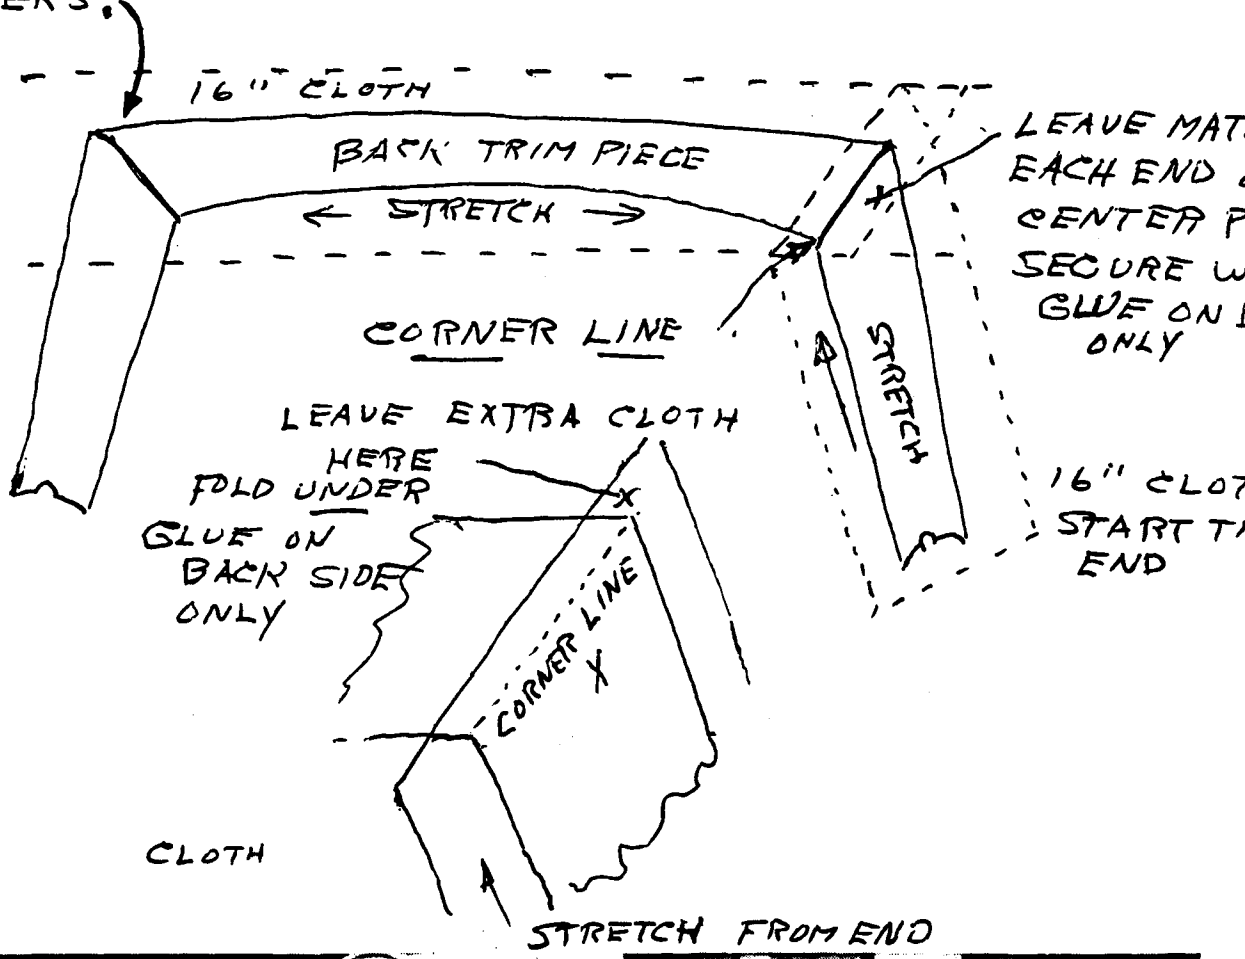 ERS.
16" CLOTH
BACK TRIM PIECE
← STRETCH →
LEAVE
EACH END
CENTER
SECURE
GLUE ON
ONLY
CORNER LINE
STRETCH
LEAVE EXTRA CLOTH
HERE
FOLD UNDER
GLUE ON
BACK SIDE
ONLY
CORNER LINE
X
X
X
16" CLOT
START
END
CLOTH
STRETCH FROM END